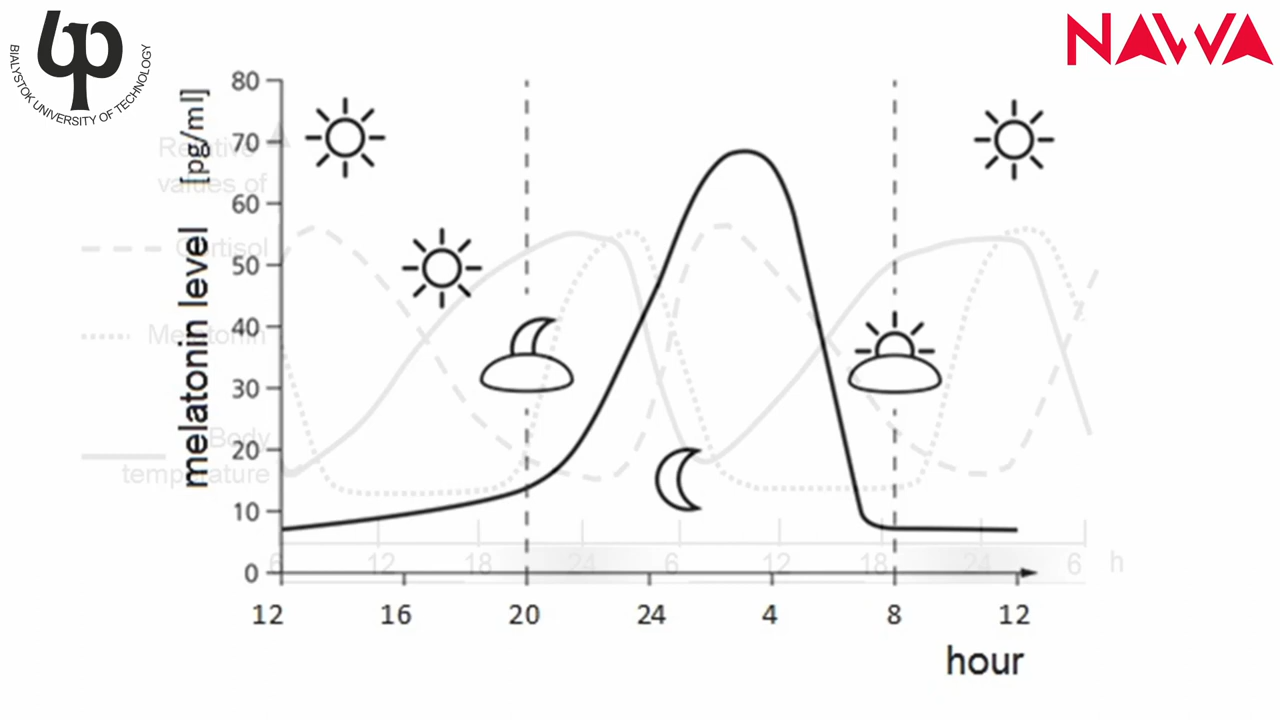 BIALYSTOK UNIVERSITY OF TECHNOLOGY
NAWA
melatonin level [pg/ml]
80
70
60
50
40
30
20
10
0
12 16 20 24 4 8 12
hour
Relative
values of
Cortisol
Melatonin
Body
temperature
6 12 18 24 6 12 18 24 6 h